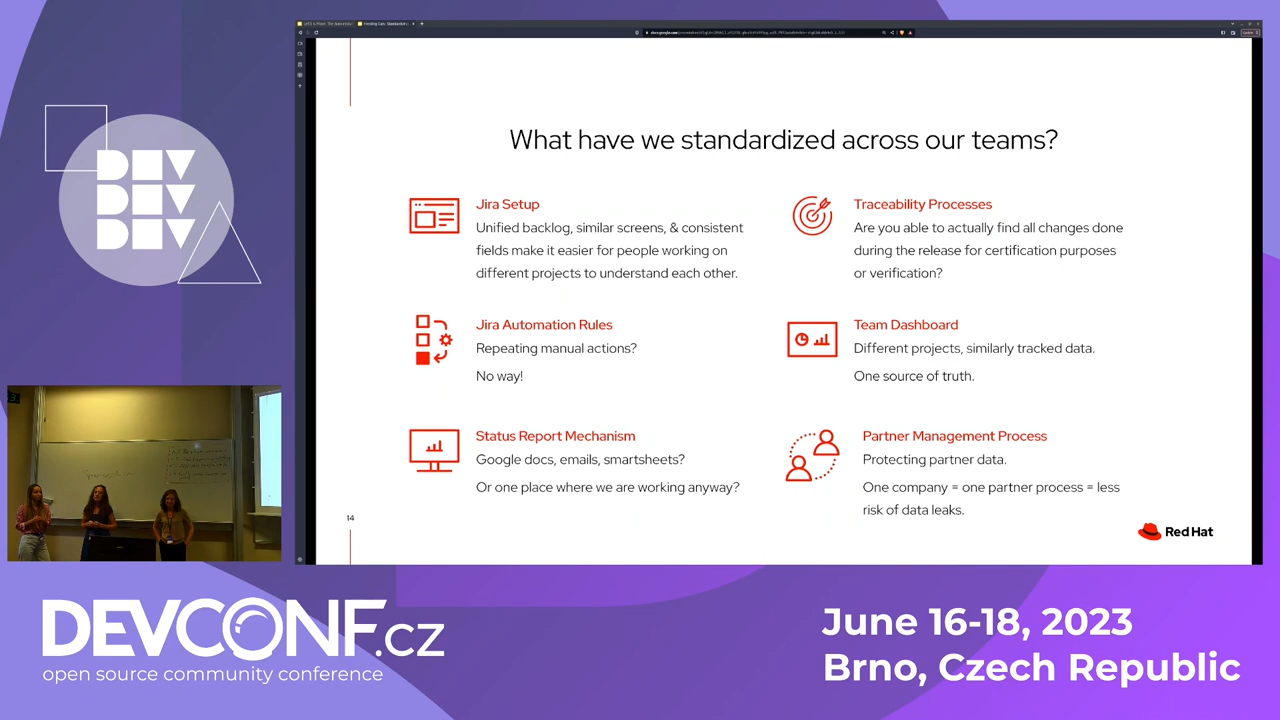 What have we standardized across our teams?
Jira Setup
Unified backlog, similar screens, & consistent
fields make it easier for people working on
different projects to understand each other.
Traceability Processes
Are you able to actually find all changes done
during the release for certification purposes
or verification?
Jira Automation Rules
Repeating manual actions?
No way!
Team Dashboard
Different projects, similarly tracked data.
One source of truth.
Status Report Mechanism
Google docs, emails, smartsheets?
Or one place where we are working anyway?
Partner Management Process
Protecting partner data.
One company = one partner process = less
risk of data leaks.
14
Red Hat
DEV
DEV
DEV
DEVCONF.cz
open source community conference
June 16-18, 2023
Brno, Czech Republic